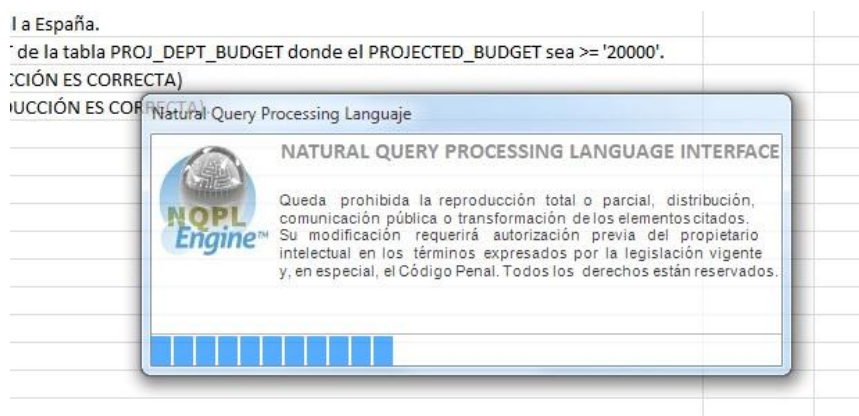 l a España.
de la tabla PROJ_DEPT_BUDGET donde el PROJECTED_BUDGET sea >= '20000'.
CCIÓN ES CORRECTA)
DUCCIÓN ES CORRECTA).
Natural Query Processing Languaje
NATURAL QUERY PROCESSING LANGUAGE INTERFACE
NQPL
Engine™
Queda prohibida la reproducción total o parcial, distribución,
comunicación pública o transformación de los elementos citados.
Su modificación requerirá autorización previa del propietario
intelectual en los términos expresados por la legislación vigente
y, en especial, el Código Penal. Todos los derechos están reservados.